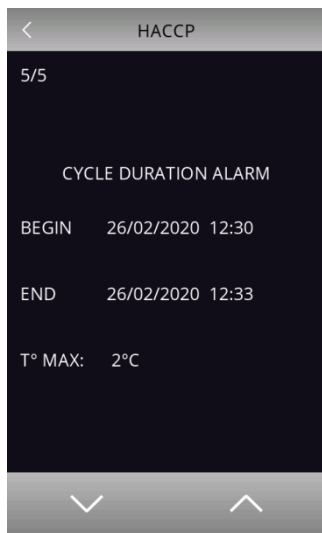 HACCP
5/5
CYCLE DURATION ALARM
BEGIN 26/02/2020 12:30
END 26/02/2020 12:33
T° MAX: 2°C